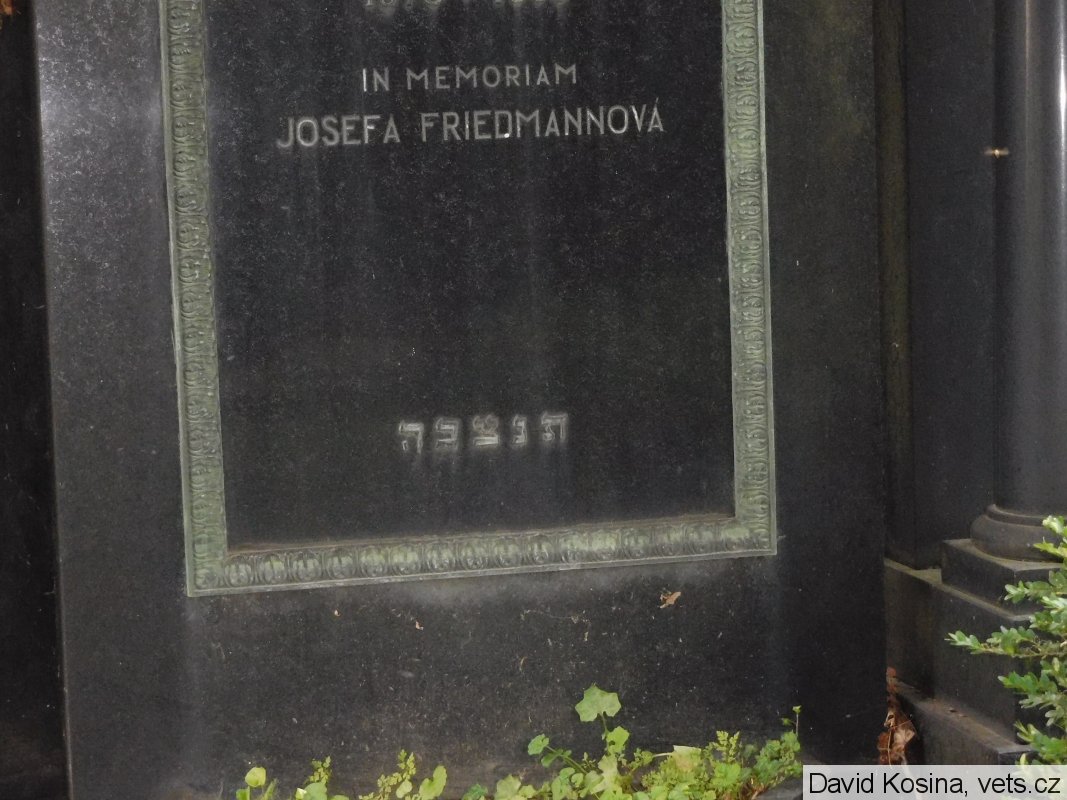 IN MEMORIAM
JOSEFA FRIEDMANNOVÁ
תנצבה
David Kosina, vets.cz